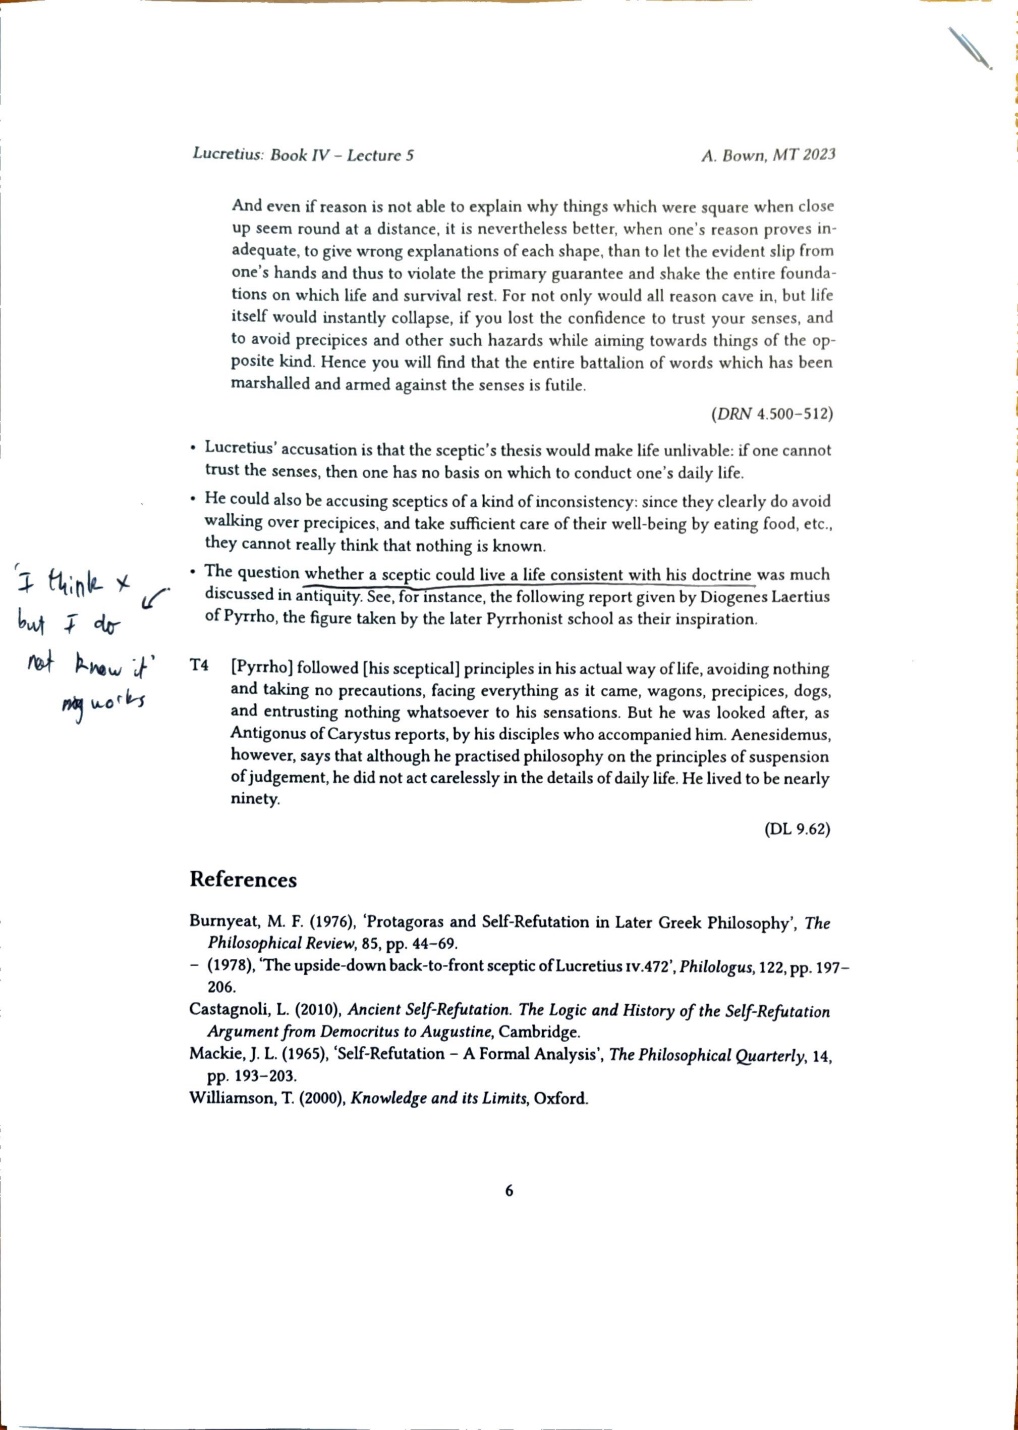 Lucretius: Book IV – Lecture 5
A. Bown, MT 2023
And even if reason is not able to explain why things which were square when close
up seem round at a distance, it is nevertheless better, when one's reason proves in-
adequate, to give wrong explanations of each shape, than to let the evident slip from
one's hands and thus to violate the primary guarantee and shake the entire founda-
tions on which life and survival rest. For not only would all reason cave in, but life
itself would instantly collapse, if you lost the confidence to trust your senses, and
to avoid precipices and other such hazards while aiming towards things of the op-
posite kind. Hence you will find that the entire battalion of words which has been
marshalled and armed against the senses is futile.
(DRN 4.500–512)
• Lucretius' accusation is that the sceptic's thesis would make life unlivable: if one cannot
trust the senses, then one has no basis on which to conduct one's daily life.
• He could also be accusing sceptics of a kind of inconsistency: since they clearly do avoid
walking over precipices, and take sufficient care of their well-being by eating food, etc.,
they cannot really think that nothing is known.
• The question whether a sceptic could live a life consistent with his doctrine was much
discussed in antiquity. See, for instance, the following report given by Diogenes Laertius
of Pyrrho, the figure taken by the later Pyrrhonist school as their inspiration.
'I think x
but I do
not know it'
works
T4 [Pyrrho] followed [his sceptical] principles in his actual way of life, avoiding nothing
and taking no precautions, facing everything as it came, wagons, precipices, dogs,
and entrusting nothing whatsoever to his sensations. But he was looked after, as
Antigonus of Carystus reports, by his disciples who accompanied him. Aenesidemus,
however, says that although he practised philosophy on the principles of suspension
of judgement, he did not act carelessly in the details of daily life. He lived to be nearly
ninety.
(DL 9.62)
References
Burnyeat, M. F. (1976), 'Protagoras and Self-Refutation in Later Greek Philosophy', The
Philosophical Review, 85, pp. 44–69.
– (1978), 'The upside-down back-to-front sceptic of Lucretius IV.472', Philologus, 122, pp. 197–
206.
Castagnoli, L. (2010), Ancient Self-Refutation. The Logic and History of the Self-Refutation
Argument from Democritus to Augustine, Cambridge.
Mackie, J. L. (1965), 'Self-Refutation – A Formal Analysis', The Philosophical Quarterly, 14,
pp. 193–203.
Williamson, T. (2000), Knowledge and its Limits, Oxford.
6